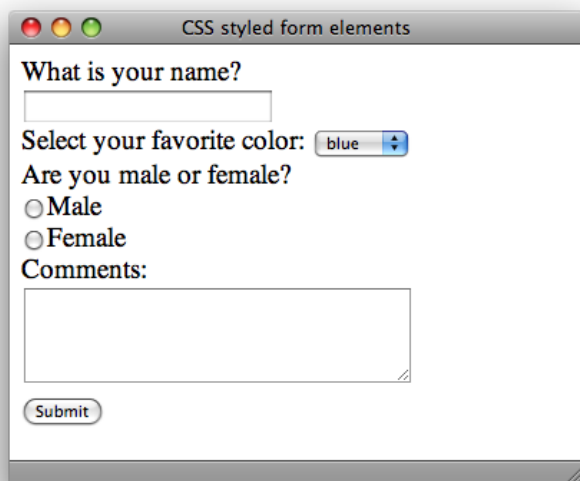 CSS styled form elements
What is your name?
Select your favorite color: blue
Are you male or female?
Male
Female
Comments:
Submit